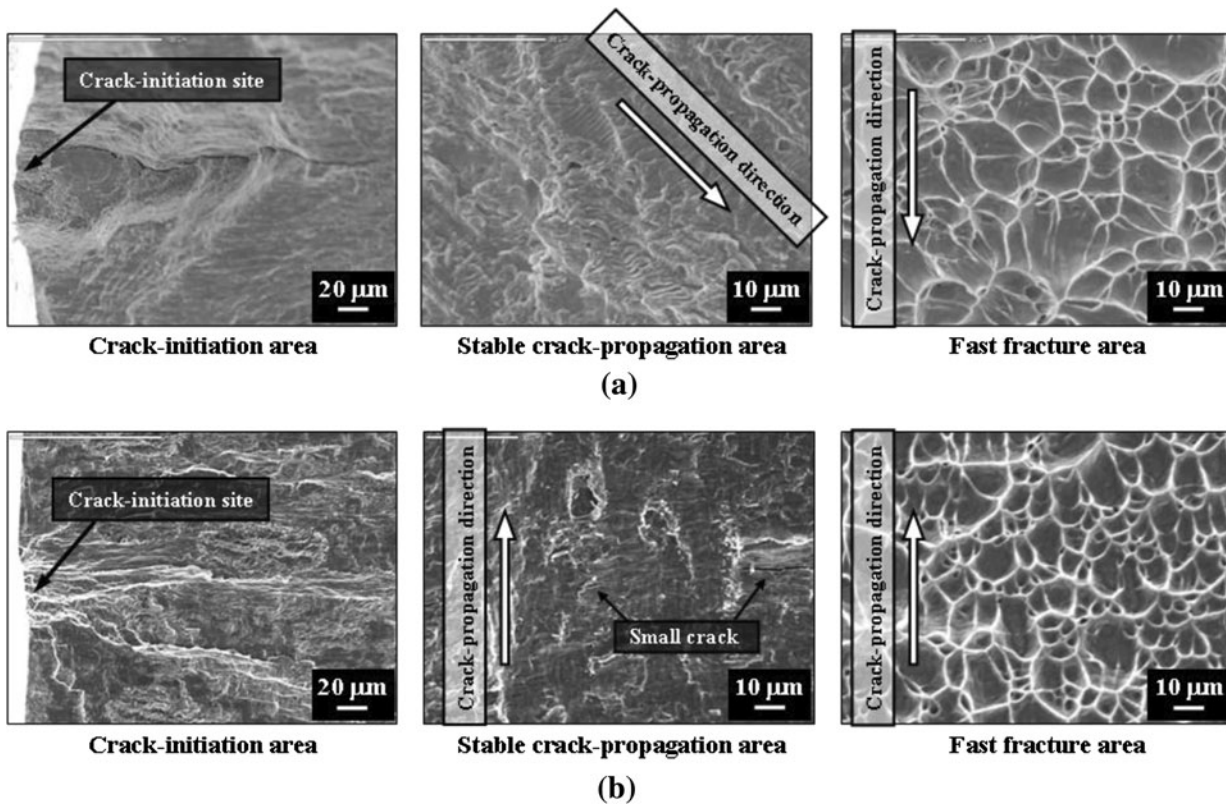 Crack-initiation site
20 μm
Crack-propagation direction
10 μm
Crack-propagation direction
10 μm
Crack-initiation area
Stable crack-propagation area
Fast fracture area
(a)
Crack-initiation site
20 μm
Crack-propagation direction
Small crack
10 μm
Crack-propagation direction
10 μm
Crack-initiation area
Stable crack-propagation area
Fast fracture area
(b)